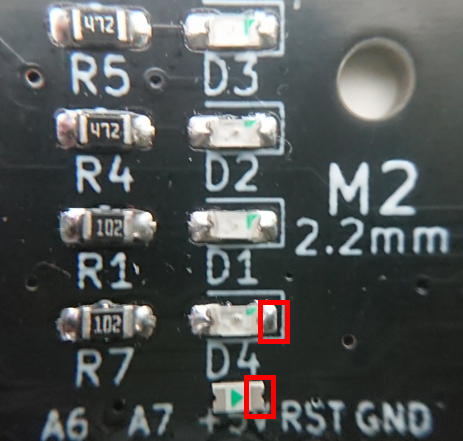 472
R5 D3
472
R4 D2
M2
2.2mm
102
R1 D1
102
R7 D4
A6 A7 +5V RST GND